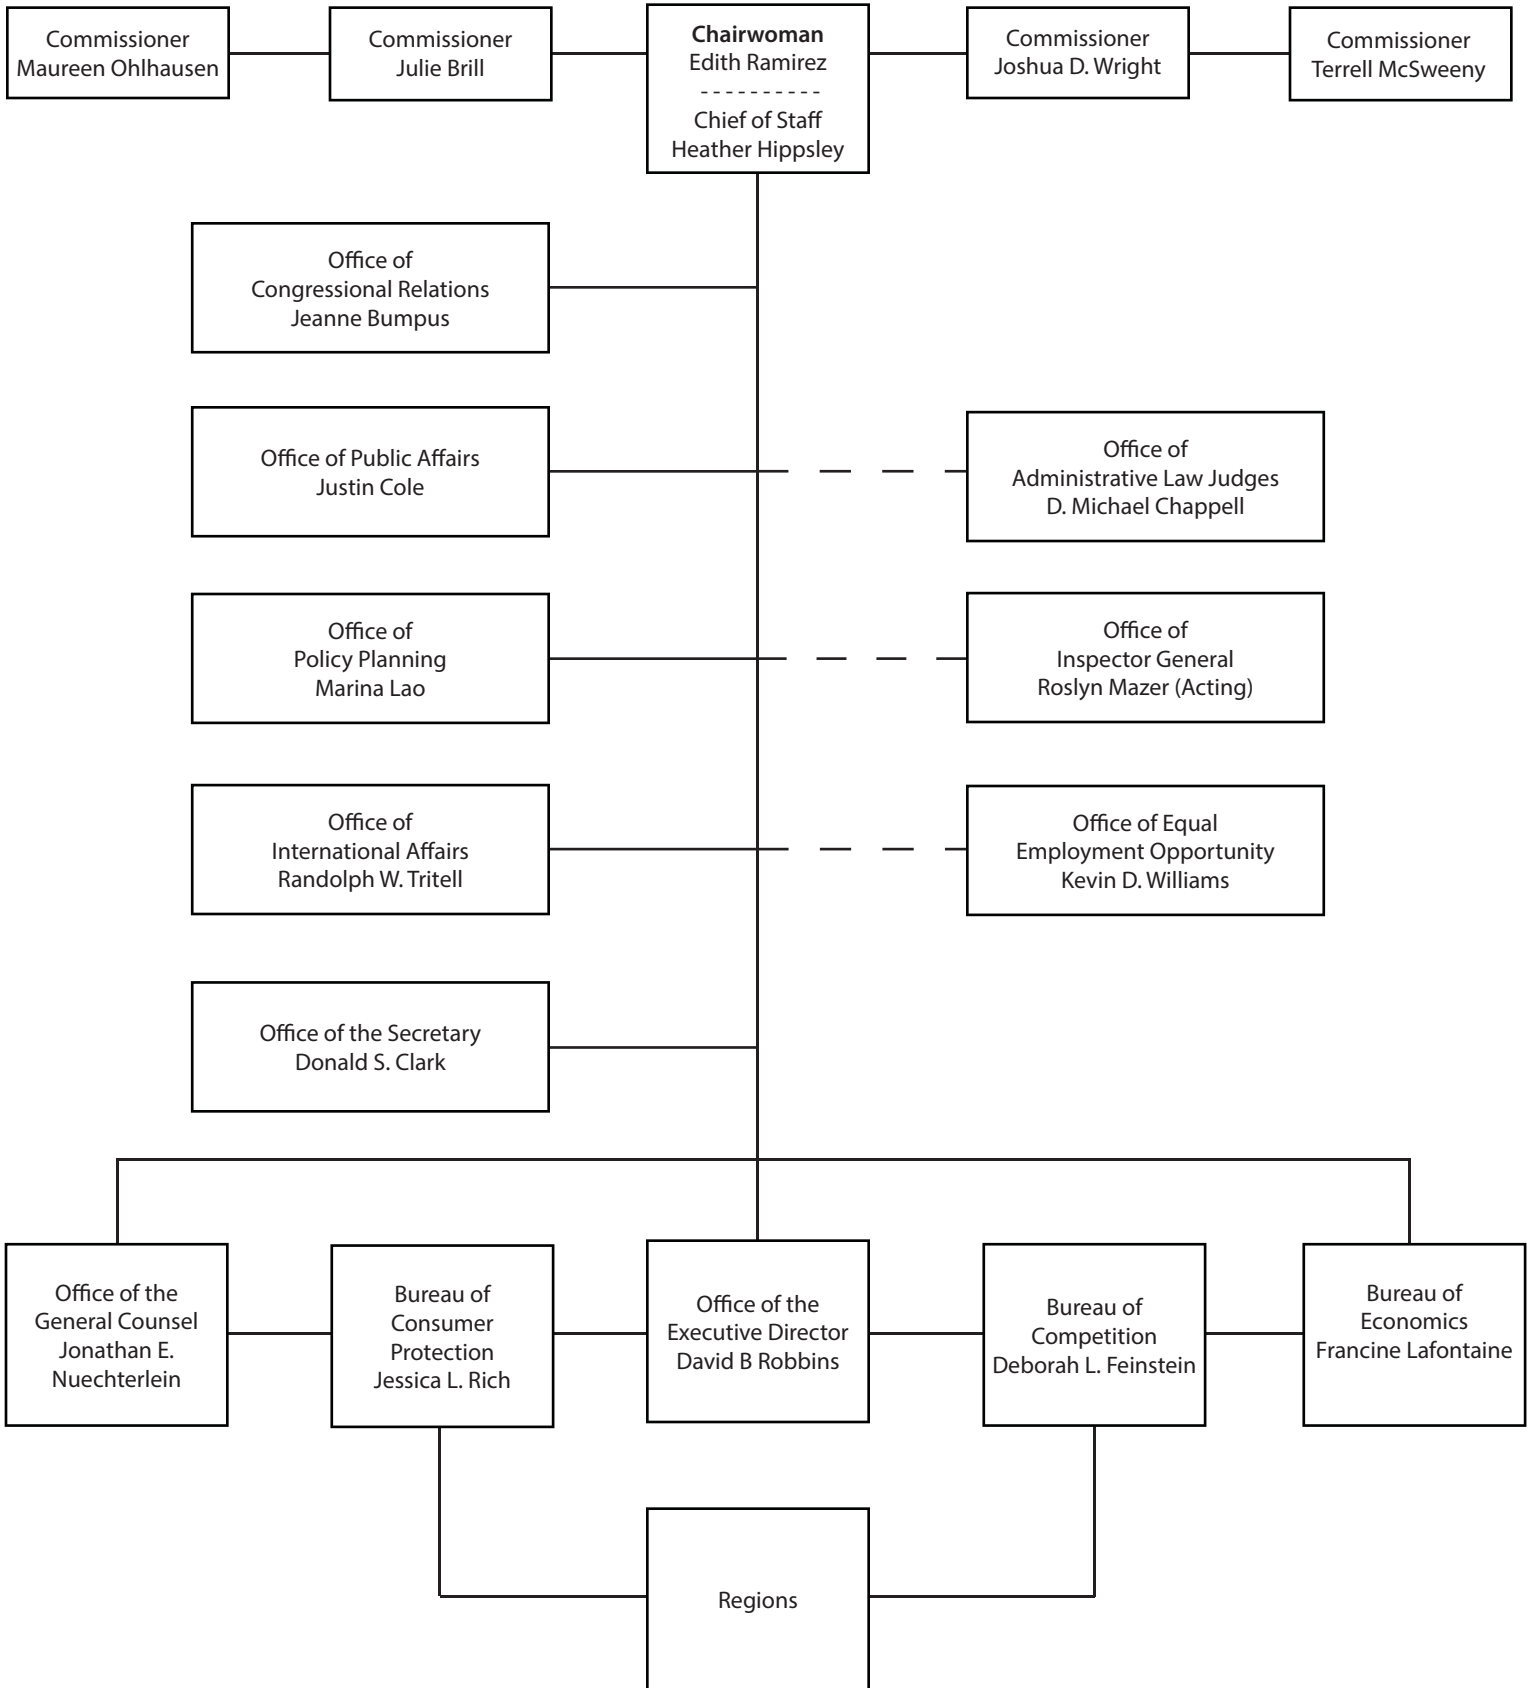 Commissioner
Maureen Ohlhausen
Commissioner
Julie Brill
Chairwoman
Edith Ramirez
----------
Chief of Staff
Heather Hippsley
Commissioner
Joshua D. Wright
Commissioner
Terrell McSweeny
Office of
Congressional Relations
Jeanne Bumpus
Office of Public Affairs
Justin Cole
Office of
Administrative Law Judges
D. Michael Chappell
Office of
Policy Planning
Marina Lao
Office of
Inspector General
Roslyn Mazer (Acting)
Office of
International Affairs
Randolph W. Tritell
Office of Equal
Employment Opportunity
Kevin D. Williams
Office of the Secretary
Donald S. Clark
Office of the
General Counsel
Jonathan E.
Nuechterlein
Bureau of
Consumer
Protection
Jessica L. Rich
Office of the
Executive Director
David B Robbins
Bureau of
Competition
Deborah L. Feinstein
Bureau of
Economics
Francine Lafontaine
Regions